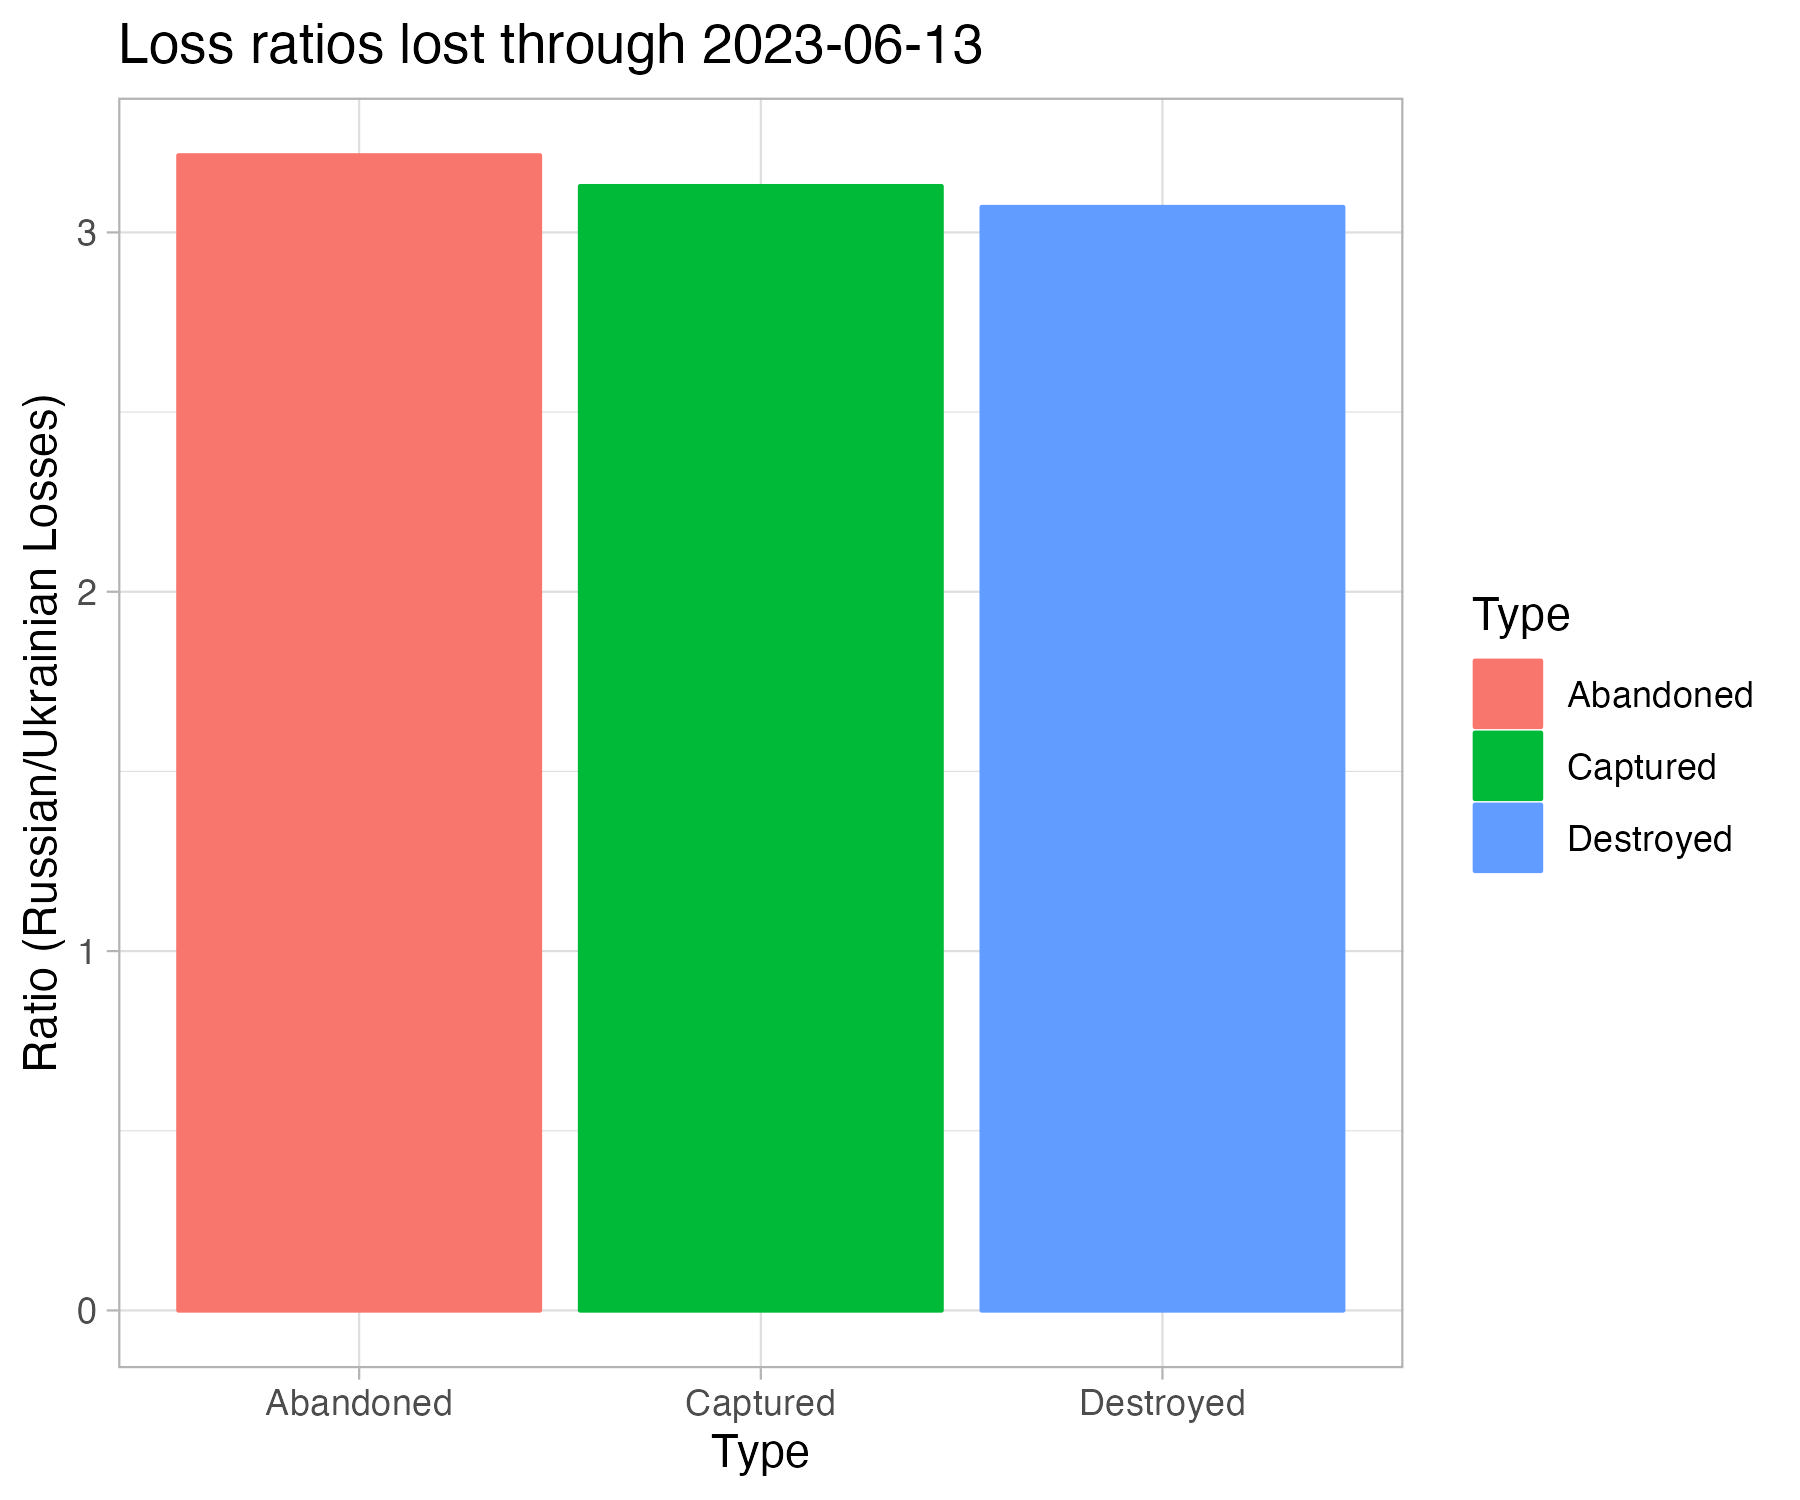 Loss ratios lost through 2023-06-13
Ratio (Russian/Ukrainian Losses)
3
2
1
0
Abandoned
Captured
Destroyed
Type
Type
Abandoned
Captured
Destroyed